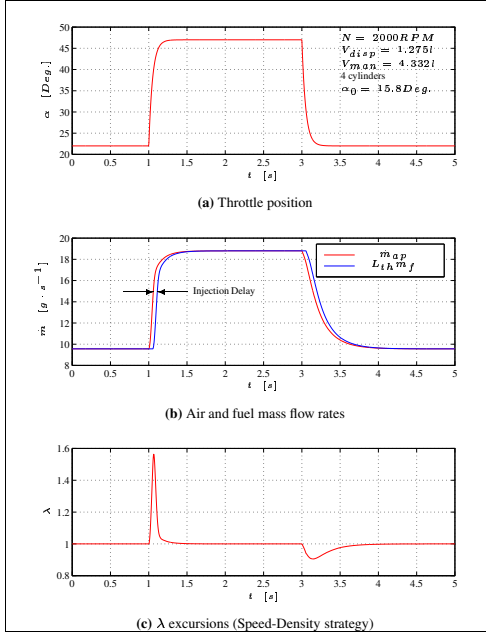 50
45
40
35
30
25
20
α [Deg.]
N = 2000RPM
V_disp = 1.275l
V_man = 4.332l
4 cylinders
α_0 = 15.8Deg.
0 0.5 1 1.5 2 2.5 3 3.5 4 4.5 5
t [s]
(a) Throttle position
20
18
16
14
12
10
8
ṁ [g · s^−1]
Injection Delay
ṁ_ap
L_th ṁ_f
0 0.5 1 1.5 2 2.5 3 3.5 4 4.5 5
t [s]
(b) Air and fuel mass flow rates
1.6
1.4
1.2
1
0.8
λ
0 0.5 1 1.5 2 2.5 3 3.5 4 4.5 5
t [s]
(c) λ excursions (Speed-Density strategy)